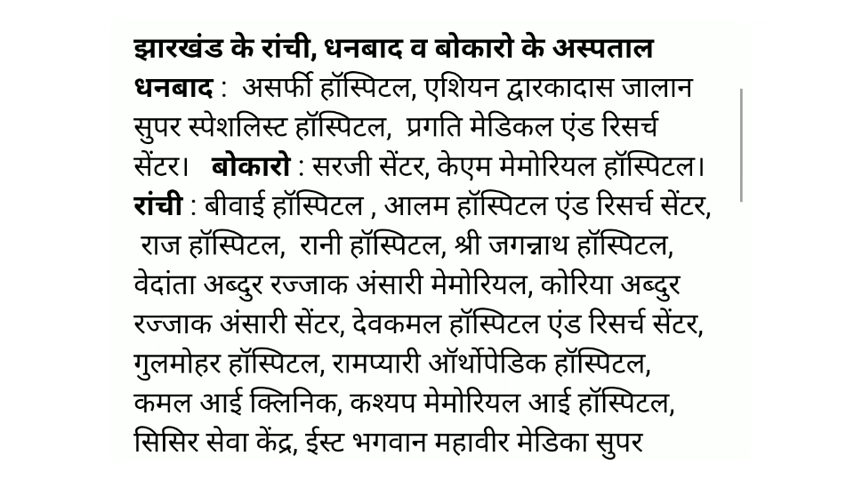 झारखंड के रांची, धनबाद व बोकारो के अस्पताल
धनबाद : असर्फी हॉस्पिटल, एशियन द्वारकादास जालान
सुपर स्पेशलिस्ट हॉस्पिटल, प्रगति मेडिकल एंड रिसर्च
सेंटर। बोकारो : सरजी सेंटर, केएम मेमोरियल हॉस्पिटल।
रांची : बीवाई हॉस्पिटल , आलम हॉस्पिटल एंड रिसर्च सेंटर,
राज हॉस्पिटल, रानी हॉस्पिटल, श्री जगन्नाथ हॉस्पिटल,
वेदांता अब्दुर रज्जाक अंसारी मेमोरियल, कोरिया अब्दुर
रज्जाक अंसारी सेंटर, देवकमल हॉस्पिटल एंड रिसर्च सेंटर,
गुलमोहर हॉस्पिटल, रामप्यारी ऑर्थोपेडिक हॉस्पिटल,
कमल आई क्लिनिक, कश्यप मेमोरियल आई हॉस्पिटल,
सिसिर सेवा केंद्र, ईस्ट भगवान महावीर मेडिका सुपर